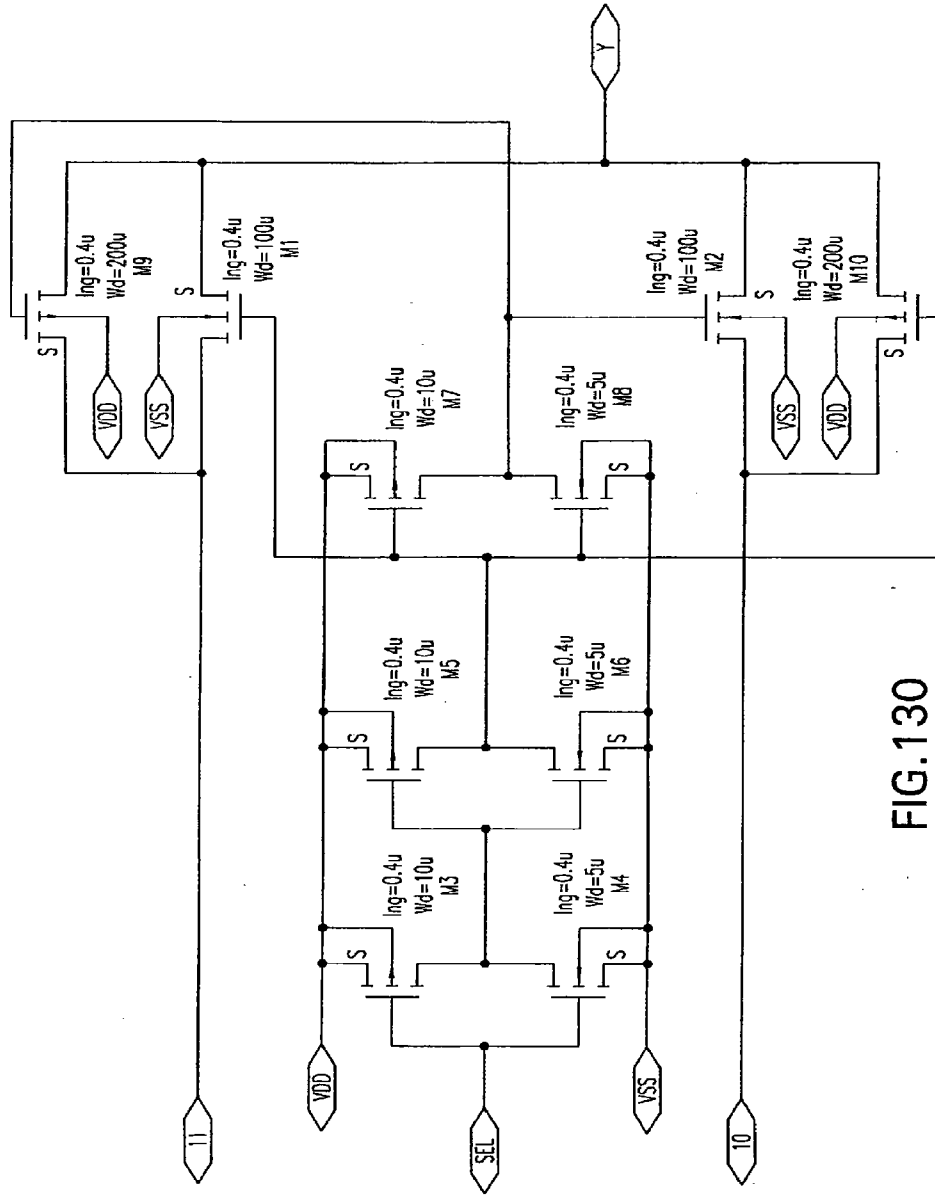 lng=0.4u
Wd=200u
M9
S
VDD
VSS
S
lng=0.4u
Wd=100u
M1
11
Y
VDD
S
lng=0.4u
Wd=10u
M3
S
lng=0.4u
Wd=10u
M5
S
lng=0.4u
Wd=10u
M7
SEL
lng=0.4u
Wd=5u
M4
S
lng=0.4u
Wd=5u
M6
S
lng=0.4u
Wd=5u
M8
S
VSS
lng=0.4u
Wd=100u
M2
S
VSS
VDD
lng=0.4u
Wd=200u
M10
S
10
FIG.130